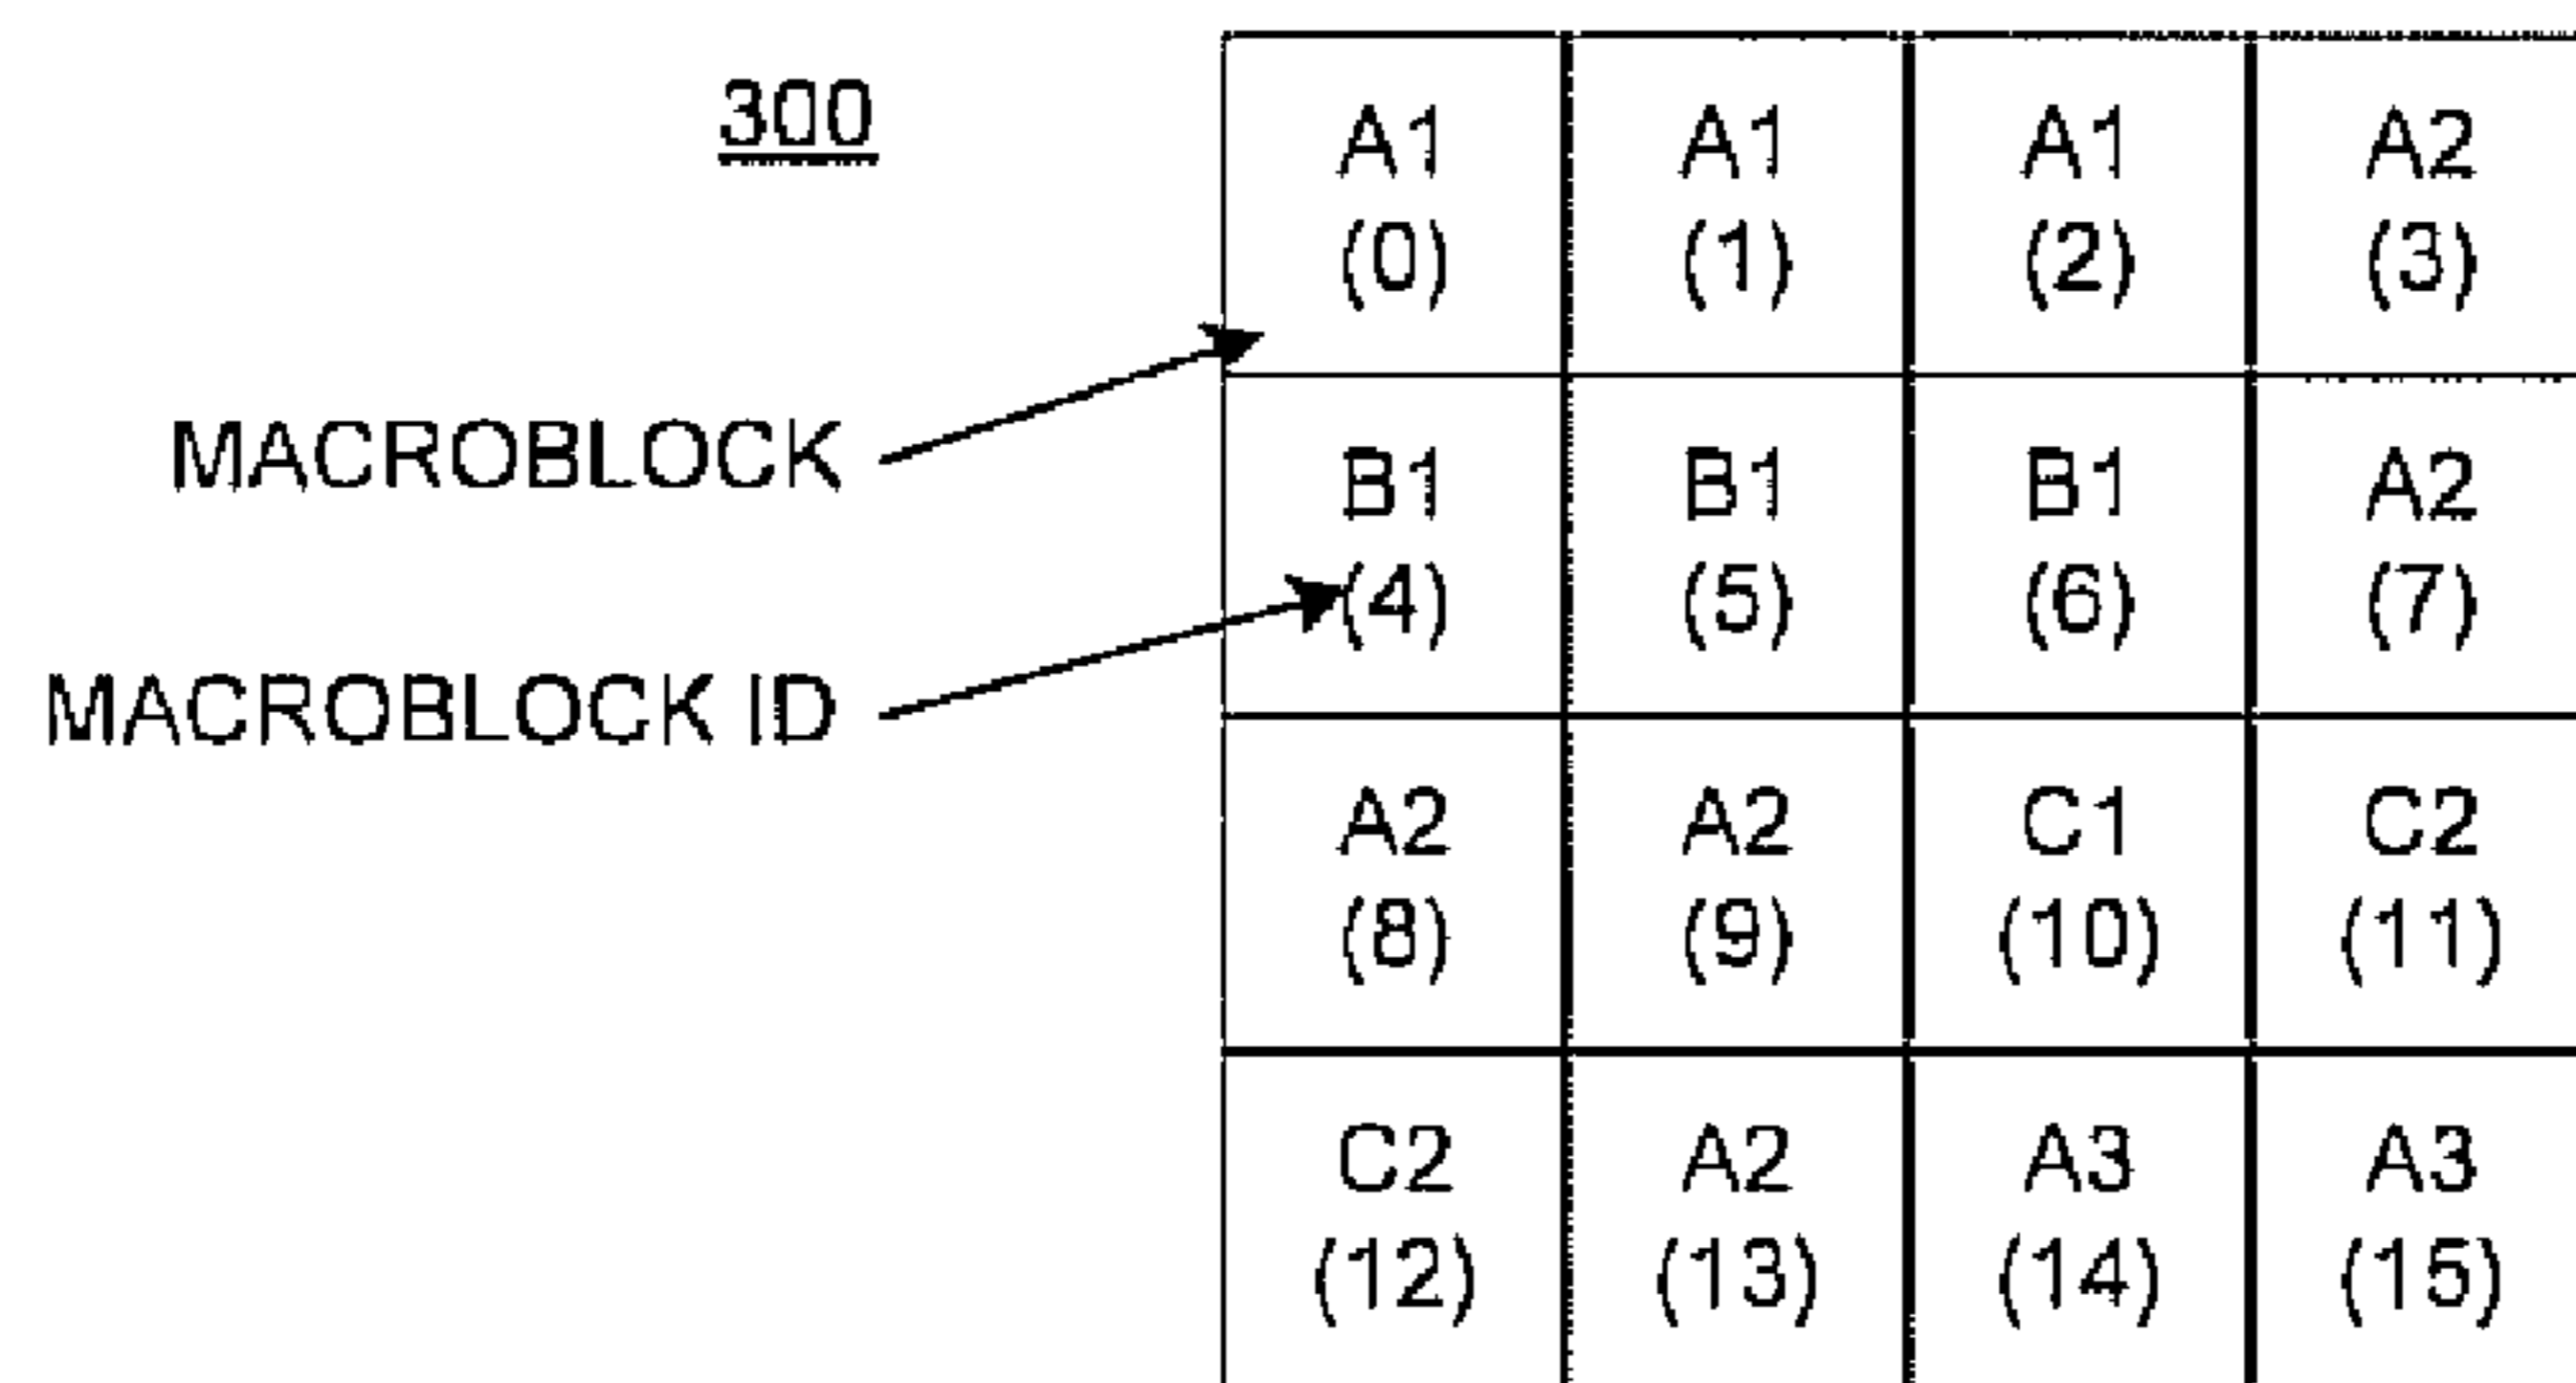 300
A1 A1 A1 A2
(0) (1) (2) (3)
MACROBLOCK
B1 B1 B1 A2
(4) (5) (6) (7)
MACROBLOCK ID
A2 A2 C1 C2
(8) (9) (10) (11)
C2 A2 A3 A3
(12) (13) (14) (15)